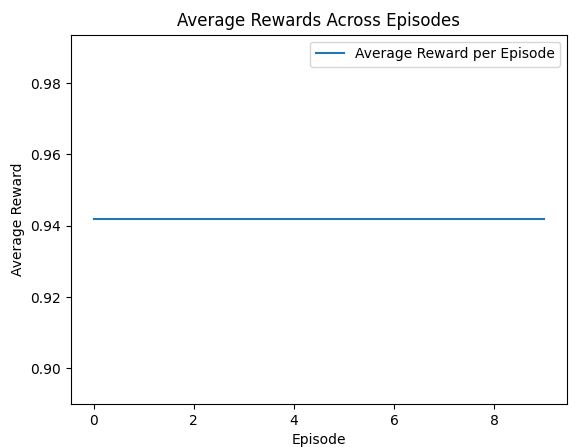 Average Rewards Across Episodes
Average Reward per Episode
0.98
0.96
0.94
0.92
0.90
Average Reward
0 2 4 6 8
Episode